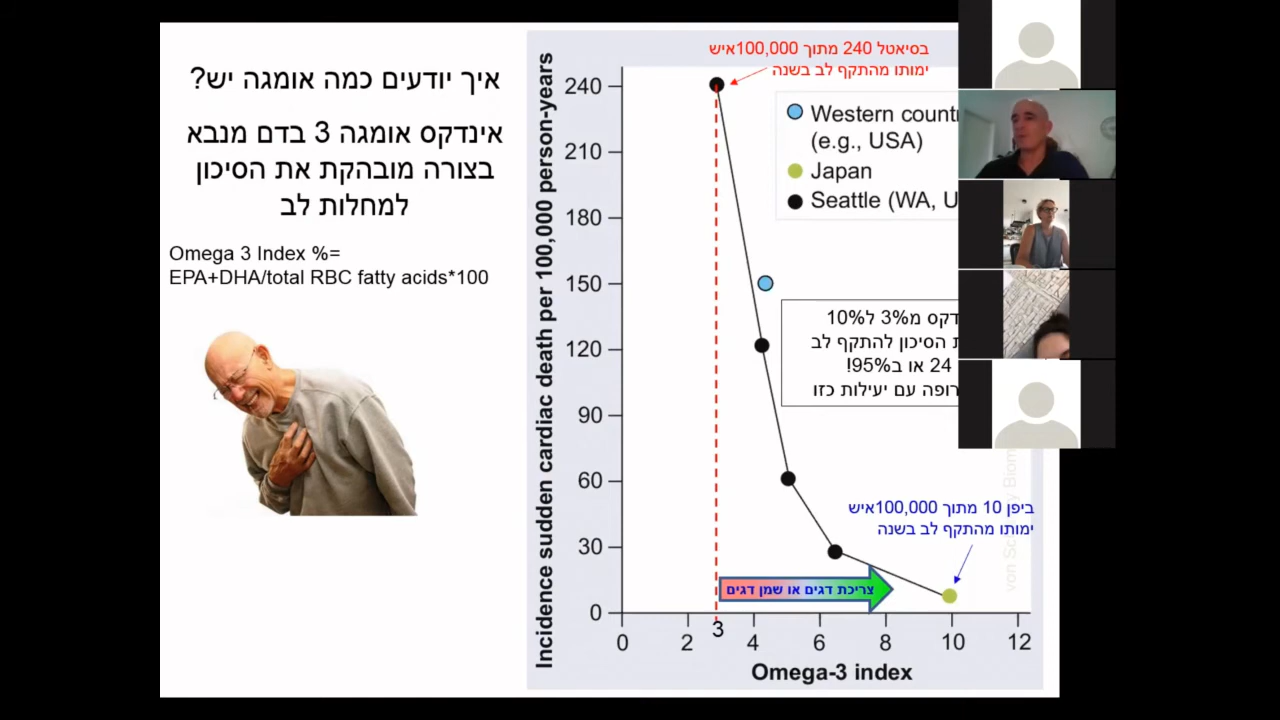 איך יודעים כמה אומגה יש?
אינדקס אומגה 3 בדם מנבא
בצורה מובהקת את הסיכון
למחלות לב
Omega 3 Index %=
EPA+DHA/total RBC fatty acids*100
Incidence sudden cardiac death per 100,000 person-years
240
210
180
150
120
90
60
30
0
בסיאטל 240 מתוך 100,000איש
ימותו מהתקף לב בשנה
Western
(e.g., USA)
Japan
Seattle (WA,
מ3% ל10%
הסיכון להתקף לב
24 או ב95%!
עם יעילות כזו
ביפן 10 מתוך 100,000איש
ימותו מהתקף לב בשנה
צריכת דגים או שמן דגים
3
0 2 4 6 8 10 12
Omega-3 index